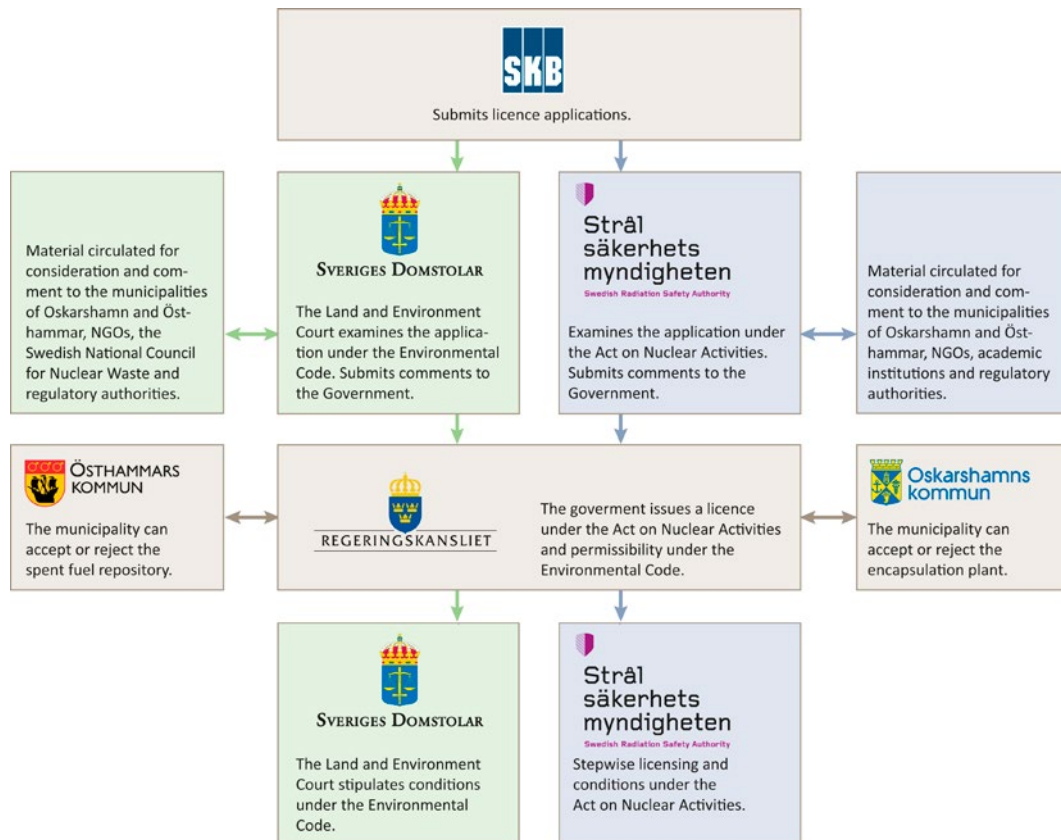 SKB
Submits licence applications.
Material circulated for
consideration and com-
ment to the municipalities
of Oskarshamn and Öst-
hammar, NGOs, the
Swedish National Council
for Nuclear Waste and
regulatory authorities.
SVERIGES DOMSTOLAR
The Land and Environment
Court examines the applica-
tion under the Environmental
Code. Submits comments to
the Government.
Strål
säkerhets
myndigheten
Swedish Radiation Safety Authority
Examines the application under
the Act on Nuclear Activities.
Submits comments to the
Government.
Material circulated for
consideration and com-
ment to the municipalities
of Oskarshamn and Öst-
hammar, NGOs, academic
institutions and regulatory
authorities.
ÖSTHAMMARS
KOMMUN
The municipality can
accept or reject the
spent fuel repository.
REGERINGSKANSLIET
The goverment issues a licence
under the Act on Nuclear Activities
and permissibility under the
Environmental Code.
Oskarshamns
kommun
The municipality can
accept or reject the
encapsulation plant.
SVERIGES DOMSTOLAR
The Land and Environment
Court stipulates conditions
under the Environmental
Code.
Strål
säkerhets
myndigheten
Swedish Radiation Safety Authority
Stepwise licensing and
conditions under the
Act on Nuclear Activities.